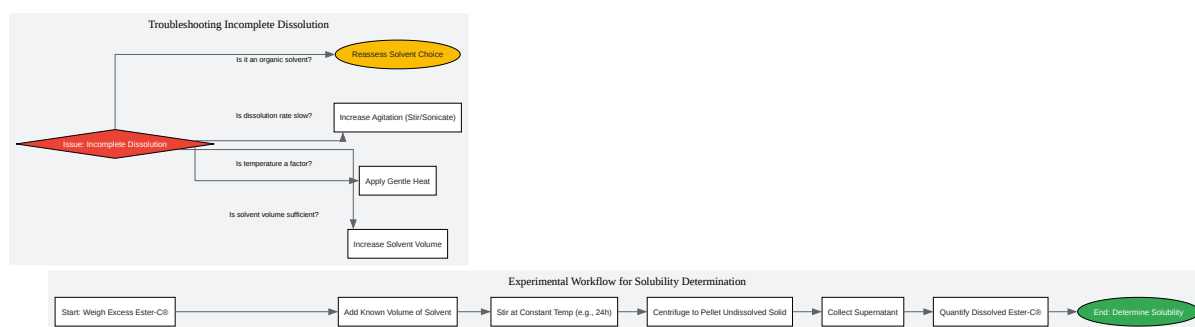 Troubleshooting Incomplete Dissolution
Is it an organic solvent?
Reassess Solvent Choice
Is dissolution rate slow?
Increase Agitation (Stir/Sonicate)
Issue: Incomplete Dissolution
Is temperature a factor?
Apply Gentle Heat
Is solvent volume sufficient?
Increase Solvent Volume
Experimental Workflow for Solubility Determination
Start: Weigh Excess Ester-C®
Add Known Volume of Solvent
Stir at Constant Temp (e.g., 24h)
Centrifuge to Pellet Undissolved Solid
Collect Supernatant
Quantify Dissolved Ester-C®
End: Determine Solubility